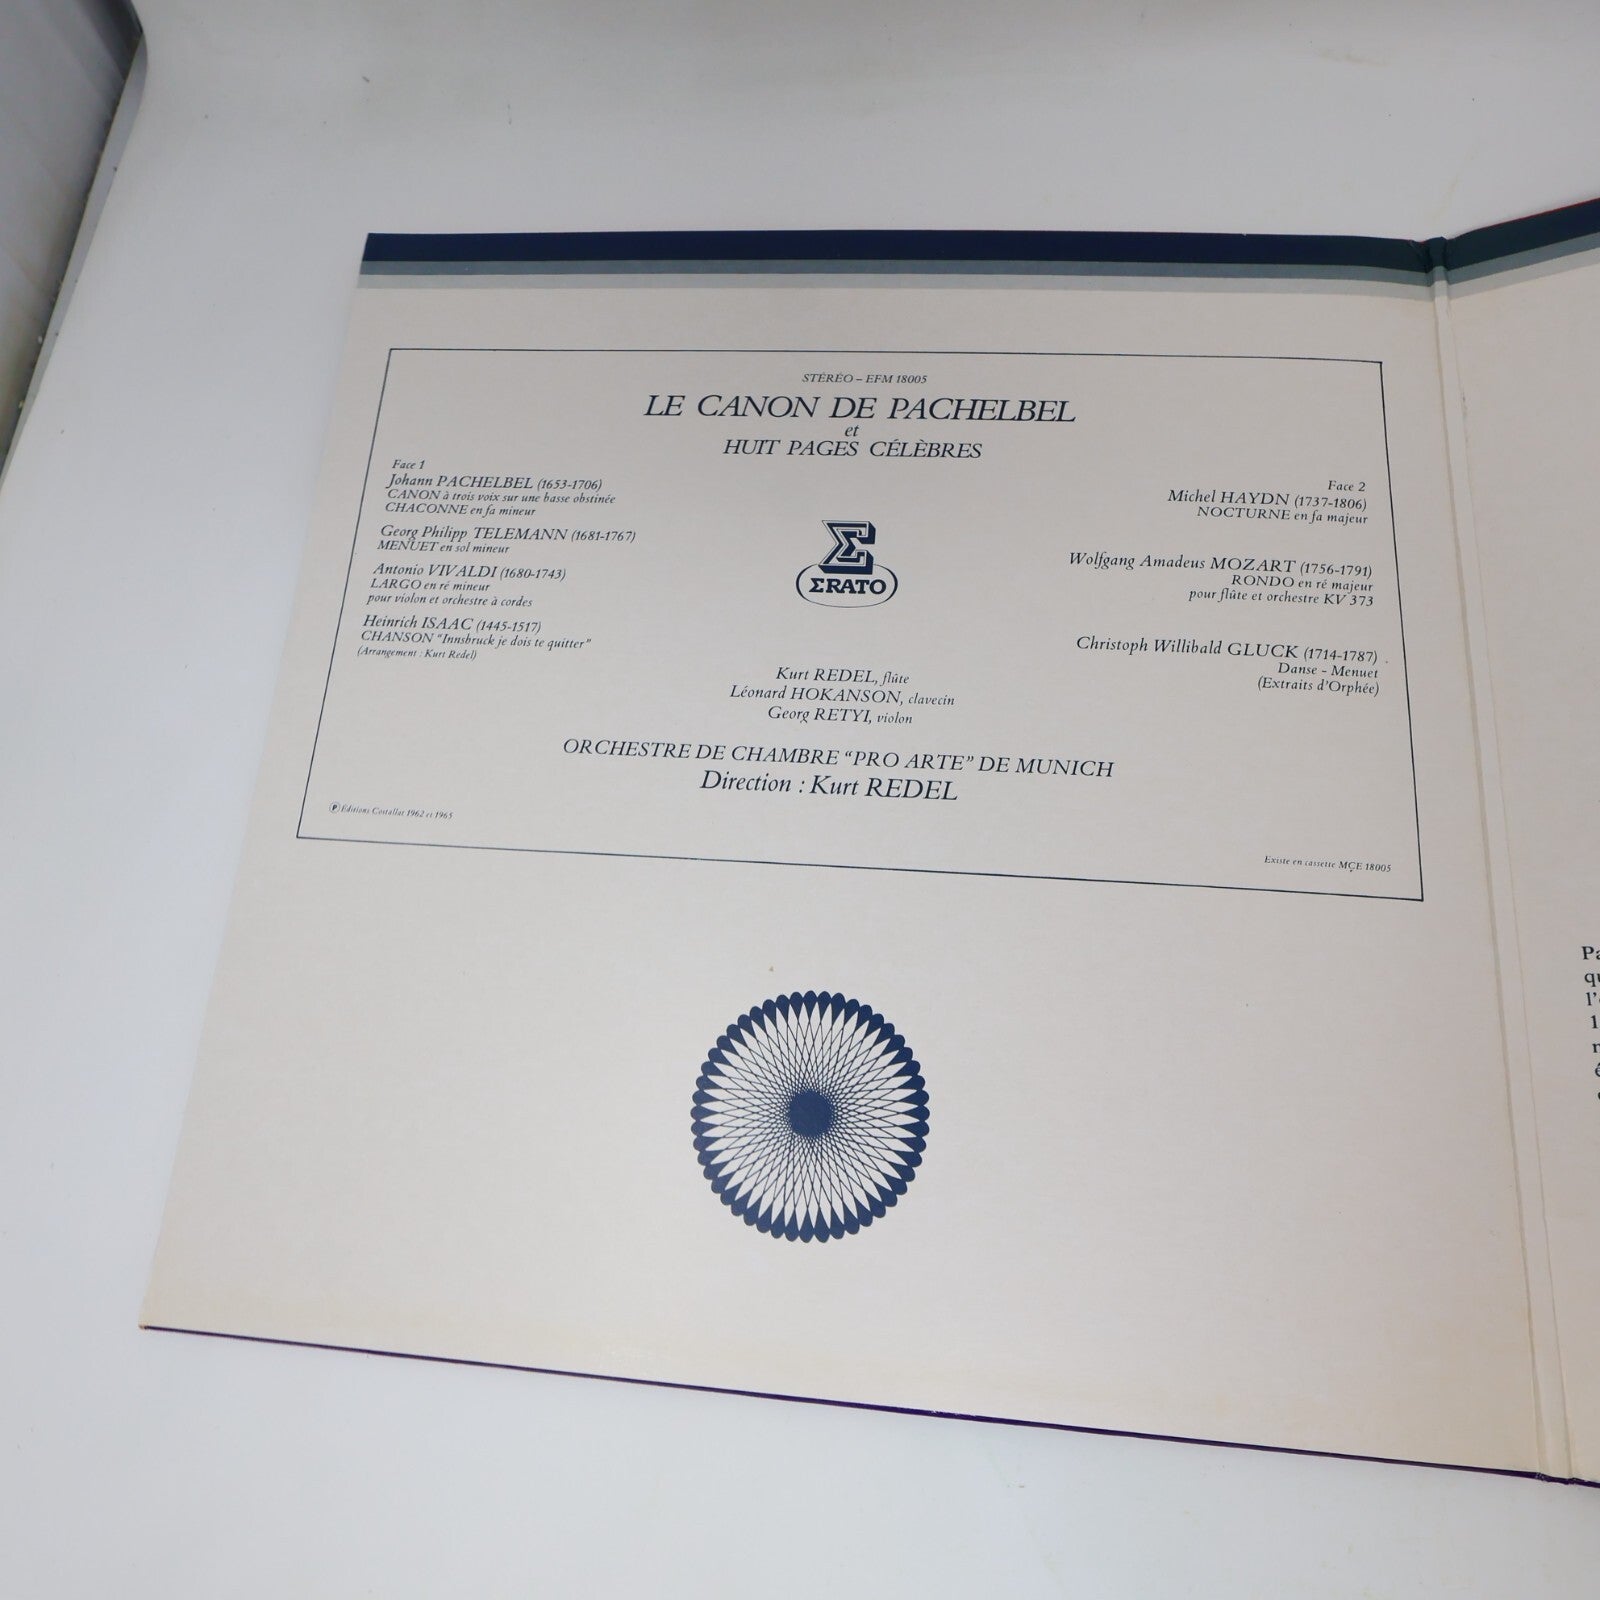 STÉRÉO – EFM 18005
LE CANON DE PACHELBEL
et
HUIT PAGES CÉLÈBRES
Face 1
Johann PACHELBEL (1653-1706)
CANON à trois voix sur une basse obstinée
CHACONNE en fa mineur
Georg Philipp TELEMANN (1681-1767)
MENUET en sol mineur
Antonio VIVALDI (1680-1743)
LARGO en ré mineur
pour violon et orchestre à cordes
Heinrich ISAAC (1445-1517)
CHANSON "Innsbruck je dois te quitter"
(Arrangement : Kurt Redel)
ΣRATO
Face 2
Michel HAYDN (1737-1806)
NOCTURNE en fa majeur
Wolfgang Amadeus MOZART (1756-1791)
RONDO en ré majeur
pour flûte et orchestre KV 373
Christoph Willibald GLUCK (1714-1787)
Danse - Menuet
(Extraits d'Orphée)
Kurt REDEL, flûte
Léonard HOKANSON, clavecin
Georg RETYI, violon
ORCHESTRE DE CHAMBRE "PRO ARTE" DE MUNICH
Direction : Kurt REDEL
Ⓟ Editions Costallat 1962 et 1965
Existe en cassette MCE 18005